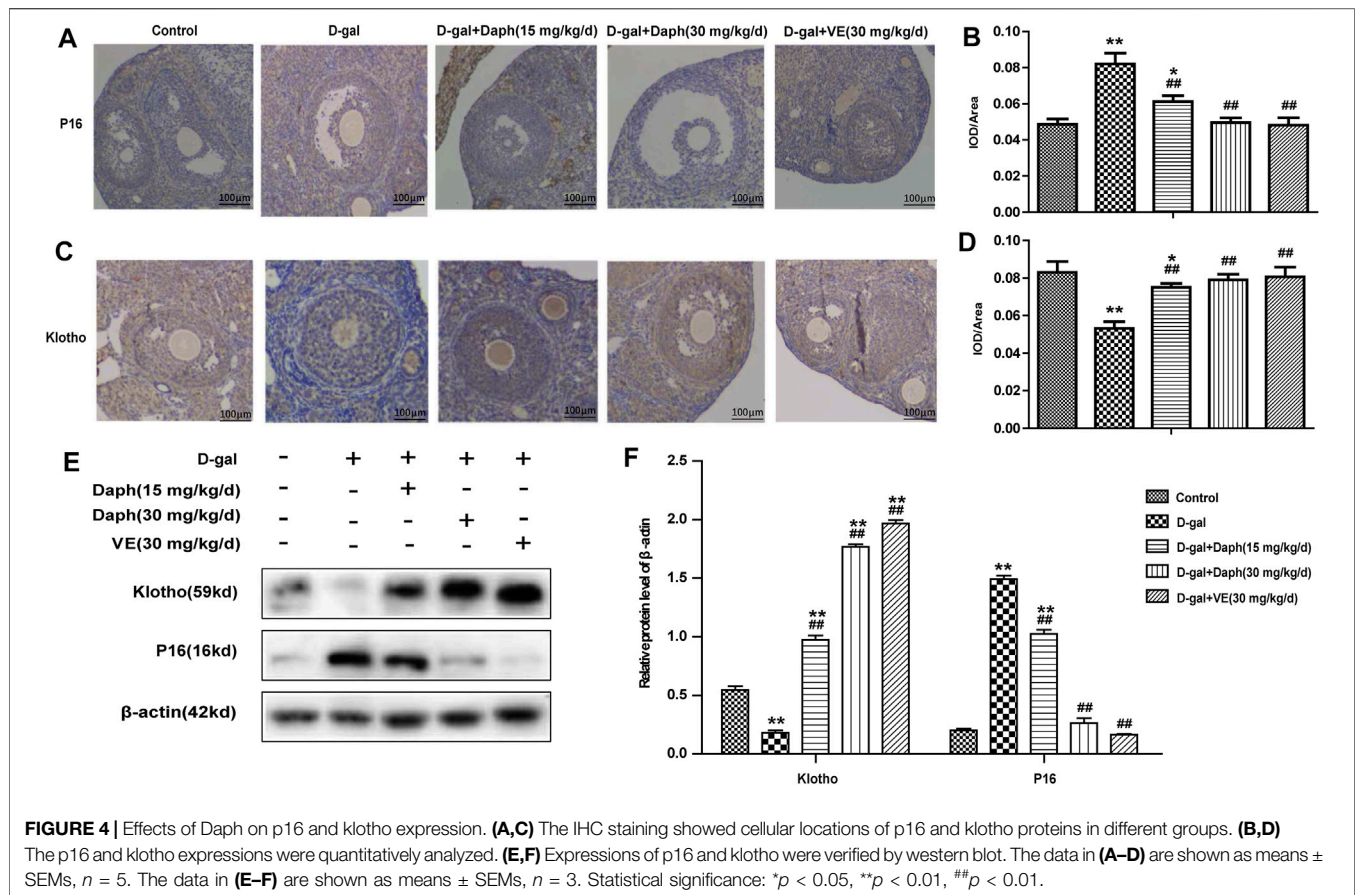 A
Control
D-gal
D-gal+Daph(15 mg/kg/d)
D-gal+Daph(30 mg/kg/d)
D-gal+VE(30 mg/kg/d)
P16
100μm
100μm
100μm
100μm
100μm
B
IOD/Area
0.10
0.08
0.06
0.04
0.02
0.00
**
*
##
##
##
C
Klotho
100μm
100μm
100μm
100μm
100μm
D
IOD/Area
0.10
0.08
0.06
0.04
0.02
0.00
**
*
##
##
##
E
D-gal - + + + +
Daph(15 mg/kg/d) - - + - -
Daph(30 mg/kg/d) - - - + -
VE(30 mg/kg/d) - - - - +
Klotho(59kd)
P16(16kd)
β-actin(42kd)
F
Relative protein level of β-actin
2.5
2.0
1.5
1.0
0.5
0.0
**
**
##
**
##
**
##
**
**
##
##
##
Klotho
P16
Control
D-gal
D-gal+Daph(15 mg/kg/d)
D-gal+Daph(30 mg/kg/d)
D-gal+VE(30 mg/kg/d)
FIGURE 4 | Effects of Daph on p16 and klotho expression. (A,C) The IHC staining showed cellular locations of p16 and klotho proteins in different groups. (B,D)
The p16 and klotho expressions were quantitatively analyzed. (E,F) Expressions of p16 and klotho were verified by western blot. The data in (A–D) are shown as means ±
SEMs, n = 5. The data in (E–F) are shown as means ± SEMs, n = 3. Statistical significance: *p < 0.05, **p < 0.01, ##p < 0.01.